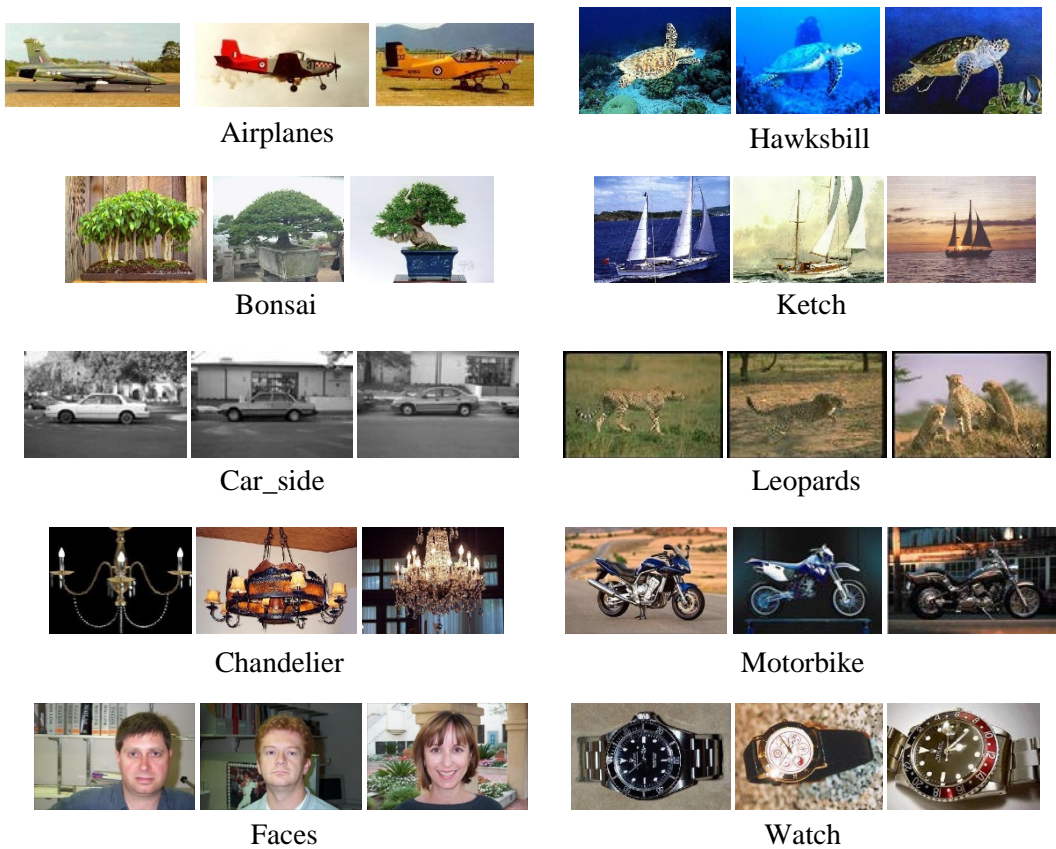 Airplanes
Hawksbill
Bonsai
Ketch
Car_side
Leopards
Chandelier
Motorbike
Faces
Watch